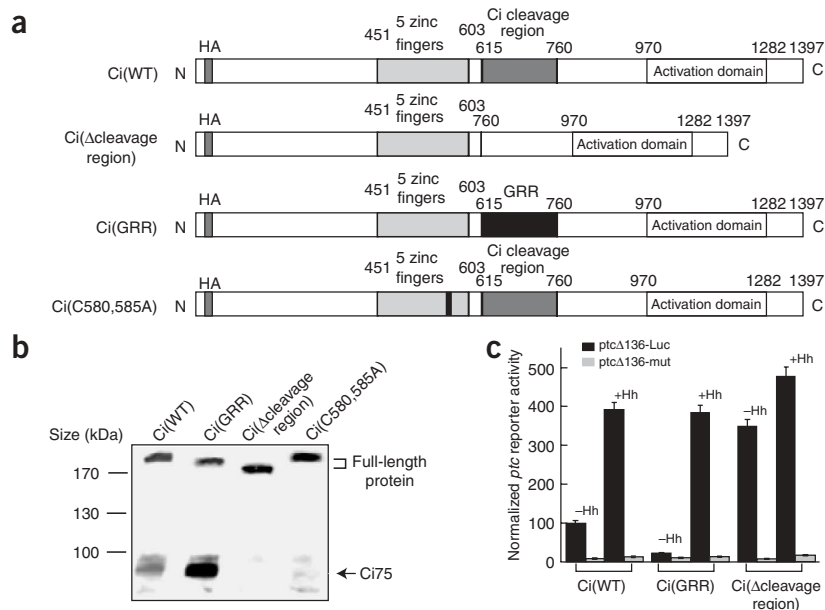 a
HA
451
5 zinc
fingers
603
Ci cleavage
region
615
760
970
1282 1397
Ci(WT)
N
Activation domain
C
HA
451
5 zinc
fingers
603
760
970
1282 1397
Ci(Δcleavage
region)
N
Activation domain
C
HA
451
5 zinc
fingers
603
GRR
615
760
970
1282 1397
Ci(GRR)
N
Activation domain
C
HA
451
5 zinc
fingers
603
Ci cleavage
region
615
760
970
1282 1397
Ci(C580,585A)
N
Activation domain
C
b
Size (kDa)
Ci(WT)
Ci(GRR)
Ci(Δcleavage
region)
Ci(C580,585A)
170
130
100
Full-length
protein
Ci75
c
ptcΔ136-Luc
ptcΔ136-mut
Normalized ptc reporter activity
500
400
300
200
100
0
–Hh
+Hh
–Hh
+Hh
–Hh
+Hh
Ci(WT)
Ci(GRR)
Ci(Δcleavage
region)